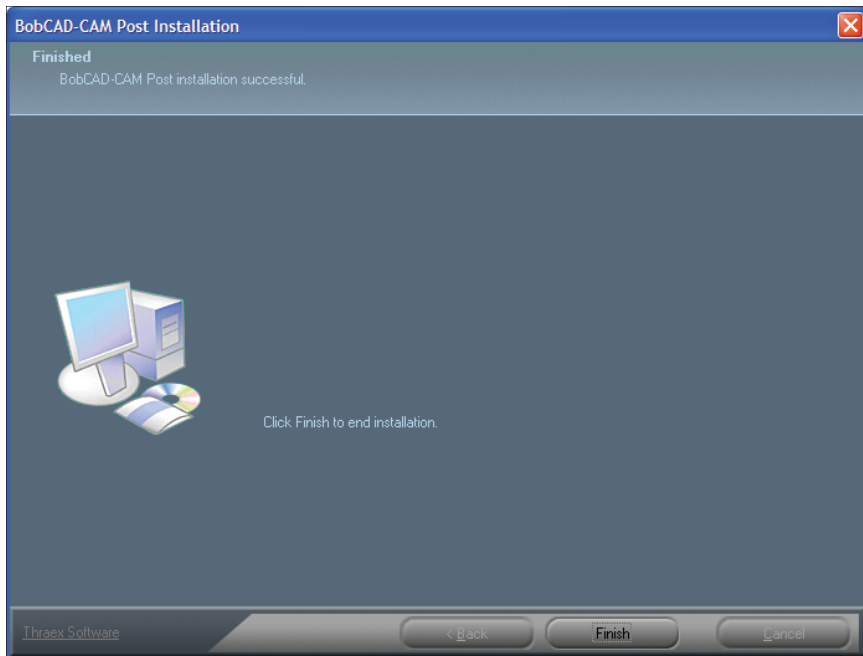 BobCAD-CAM Post Installation
Finished
BobCAD-CAM Post installation successful.
Click Finish to end installation.
Thraex Software
< Back
Finish
Cancel